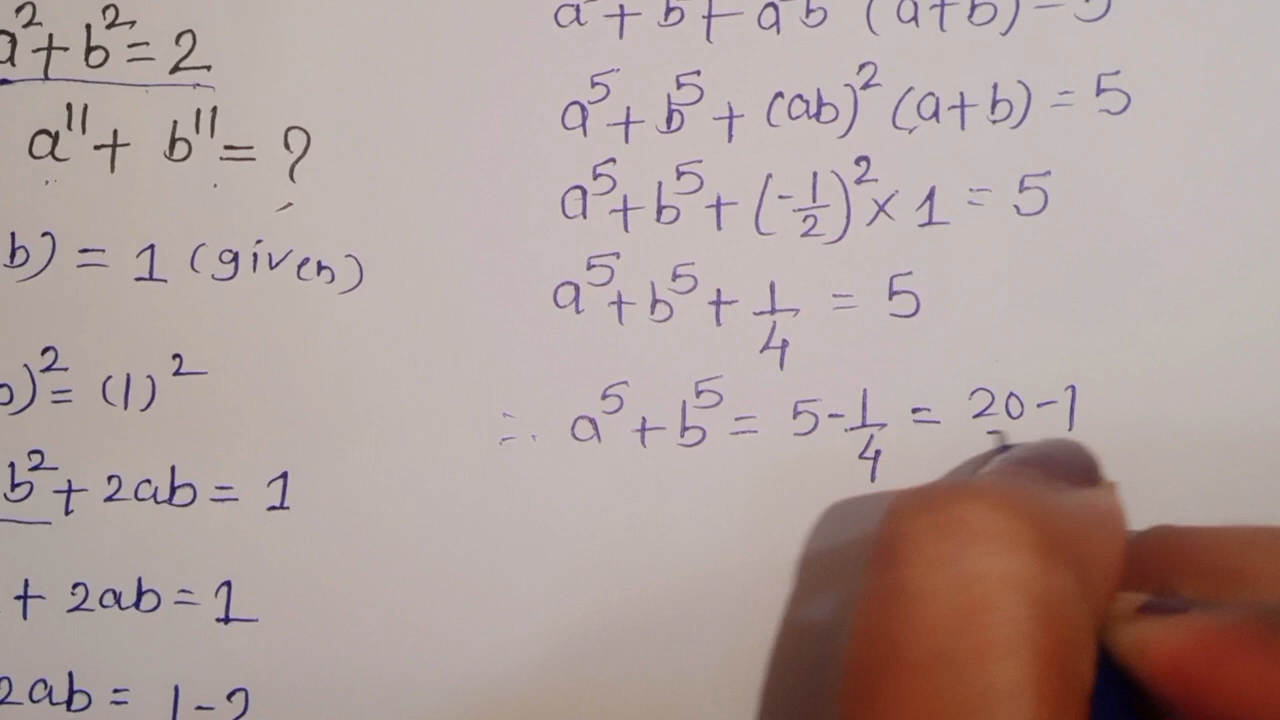 a²+b²=2
a¹¹+ b¹¹= ?
b) = 1 (given)
)²= (1)²
b²+ 2ab = 1
+ 2ab = 1
2ab = 1-2
a⁵+b⁵+(ab)²(a+b) = 5
a⁵+b⁵+(-1/2)²×1 = 5
a⁵+b⁵+1/4 = 5
∴ a⁵+b⁵= 5-1/4 = 20-1